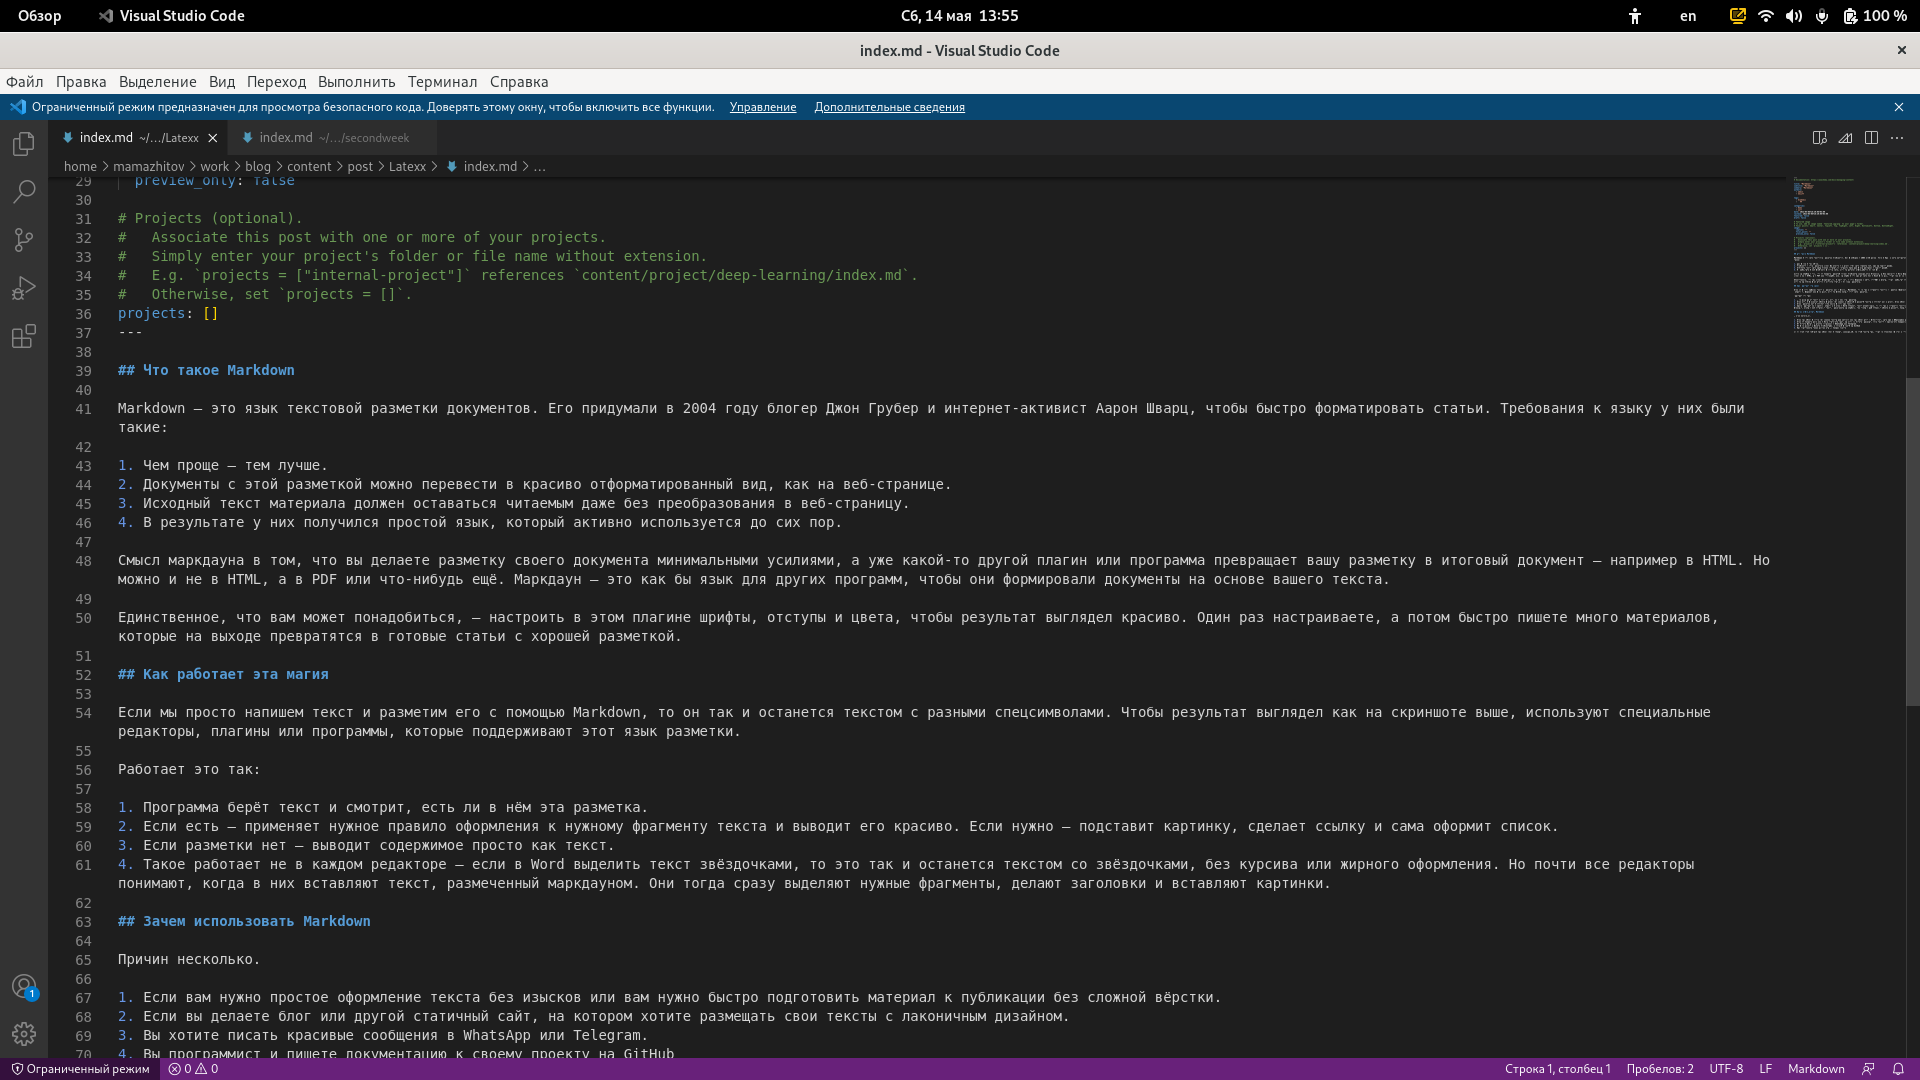 Обзор Visual Studio Code Сб, 14 мая 13:55 en 100 %
index.md - Visual Studio Code
Файл Правка Выделение Вид Переход Выполнить Терминал Справка
Ограниченный режим предназначен для просмотра безопасного кода. Доверять этому окну, чтобы включить все функции. Управление Дополнительные сведения
index.md ~/.../Latexx index.md ~/.../secondweek
home > mamazhitov > work > blog > content > post > Latexx > index.md > ...
29 preview_only: false
30
31 # Projects (optional).
32 #   Associate this post with one or more of your projects.
33 #   Simply enter your project's folder or file name without extension.
34 #   E.g. `projects = ["internal-project"]` references `content/project/deep-learning/index.md`.
35 #   Otherwise, set `projects = []`.
36 projects: []
37 ---
38
39 ## Что такое Markdown
40
41 Markdown — это язык текстовой разметки документов. Его придумали в 2004 году блогер Джон Грубер и интернет-активист Аарон Шварц, чтобы быстро форматировать статьи. Требования к языку у них были
такие:
42
43 1. Чем проще — тем лучше.
44 2. Документы с этой разметкой можно перевести в красиво отформатированный вид, как на веб-странице.
45 3. Исходный текст материала должен оставаться читаемым даже без преобразования в веб-страницу.
46 4. В результате у них получился простой язык, который активно используется до сих пор.
47
48 Смысл маркдауна в том, что вы делаете разметку своего документа минимальными усилиями, а уже какой-то другой плагин или программа превращает вашу разметку в итоговый документ — например в HTML. Но
можно и не в HTML, а в PDF или что-нибудь ещё. Маркдаун — это как бы язык для других программ, чтобы они формировали документы на основе вашего текста.
49
50 Единственное, что вам может понадобиться, — настроить в этом плагине шрифты, отступы и цвета, чтобы результат выглядел красиво. Один раз настраиваете, а потом быстро пишете много материалов,
которые на выходе превратятся в готовые статьи с хорошей разметкой.
51
52 ## Как работает эта магия
53
54 Если мы просто напишем текст и разметим его с помощью Markdown, то он так и останется текстом с разными спецсимволами. Чтобы результат выглядел как на скриншоте выше, используют специальные
редакторы, плагины или программы, которые поддерживают этот язык разметки.
55
56 Работает это так:
57
58 1. Программа берёт текст и смотрит, есть ли в нём эта разметка.
59 2. Если есть — применяет нужное правило оформления к нужному фрагменту текста и выводит его красиво. Если нужно — подставит картинку, сделает ссылку и сама оформит список.
60 3. Если разметки нет — выводит содержимое просто как текст.
61 4. Такое работает не в каждом редакторе — если в Word выделить текст звёздочками, то это так и останется текстом со звёздочками, без курсива или жирного оформления. Но почти все редакторы
понимают, когда в них вставляют текст, размеченный маркдауном. Они тогда сразу выделяют нужные фрагменты, делают заголовки и вставляют картинки.
62
63 ## Зачем использовать Markdown
64
65 Причин несколько.
66
67 1. Если вам нужно простое оформление текста без изысков или вам нужно быстро подготовить материал к публикации без сложной вёрстки.
68 2. Если вы делаете блог или другой статичный сайт, на котором хотите размещать свои тексты с лаконичным дизайном.
69 3. Вы хотите писать красивые сообщения в WhatsApp или Telegram.
70 4. Вы программист и пишете документацию к своему проекту на GitHub
1
Ограниченный режим 0 0 Строка 1, столбец 1 Пробелов: 2 UTF-8 LF Markdown